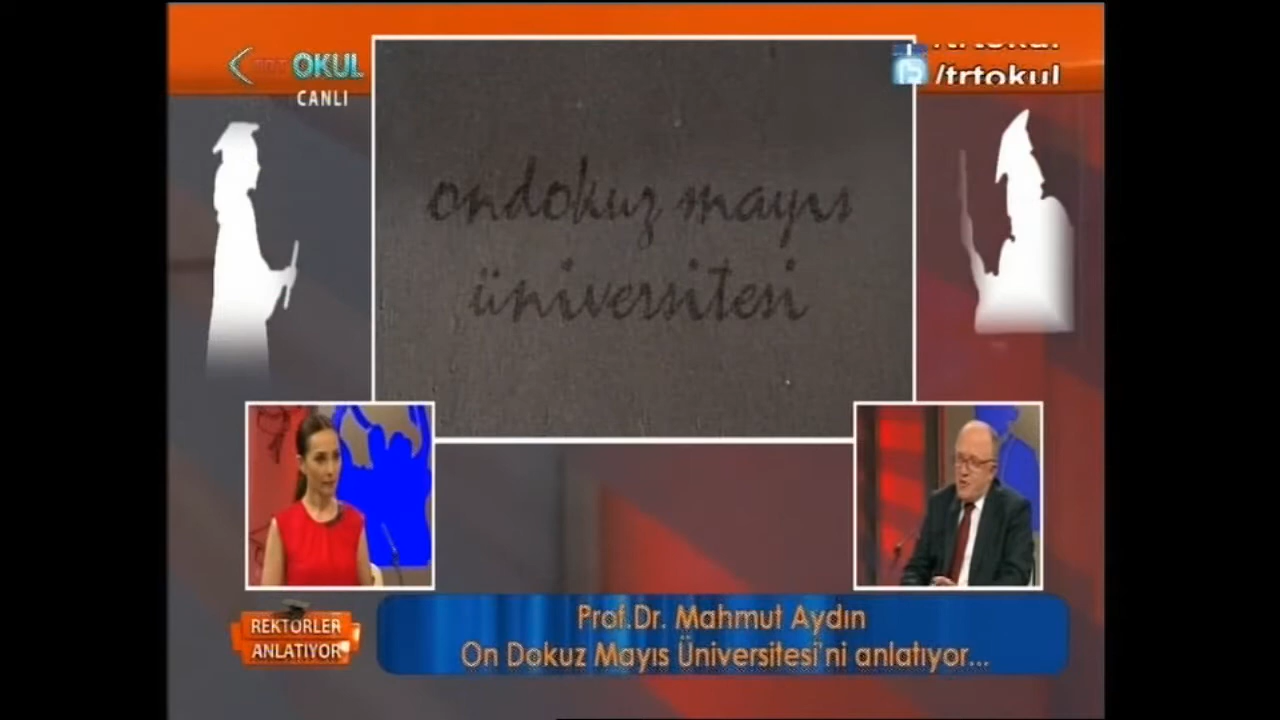 OKUL
CANLI
/trtokul
ondokuz mayıs
üniversitesi
REKTÖRLER
ANLATIYOR
Prof.Dr. Mahmut Aydın
On Dokuz Mayıs Üniversitesi'ni anlatıyor...